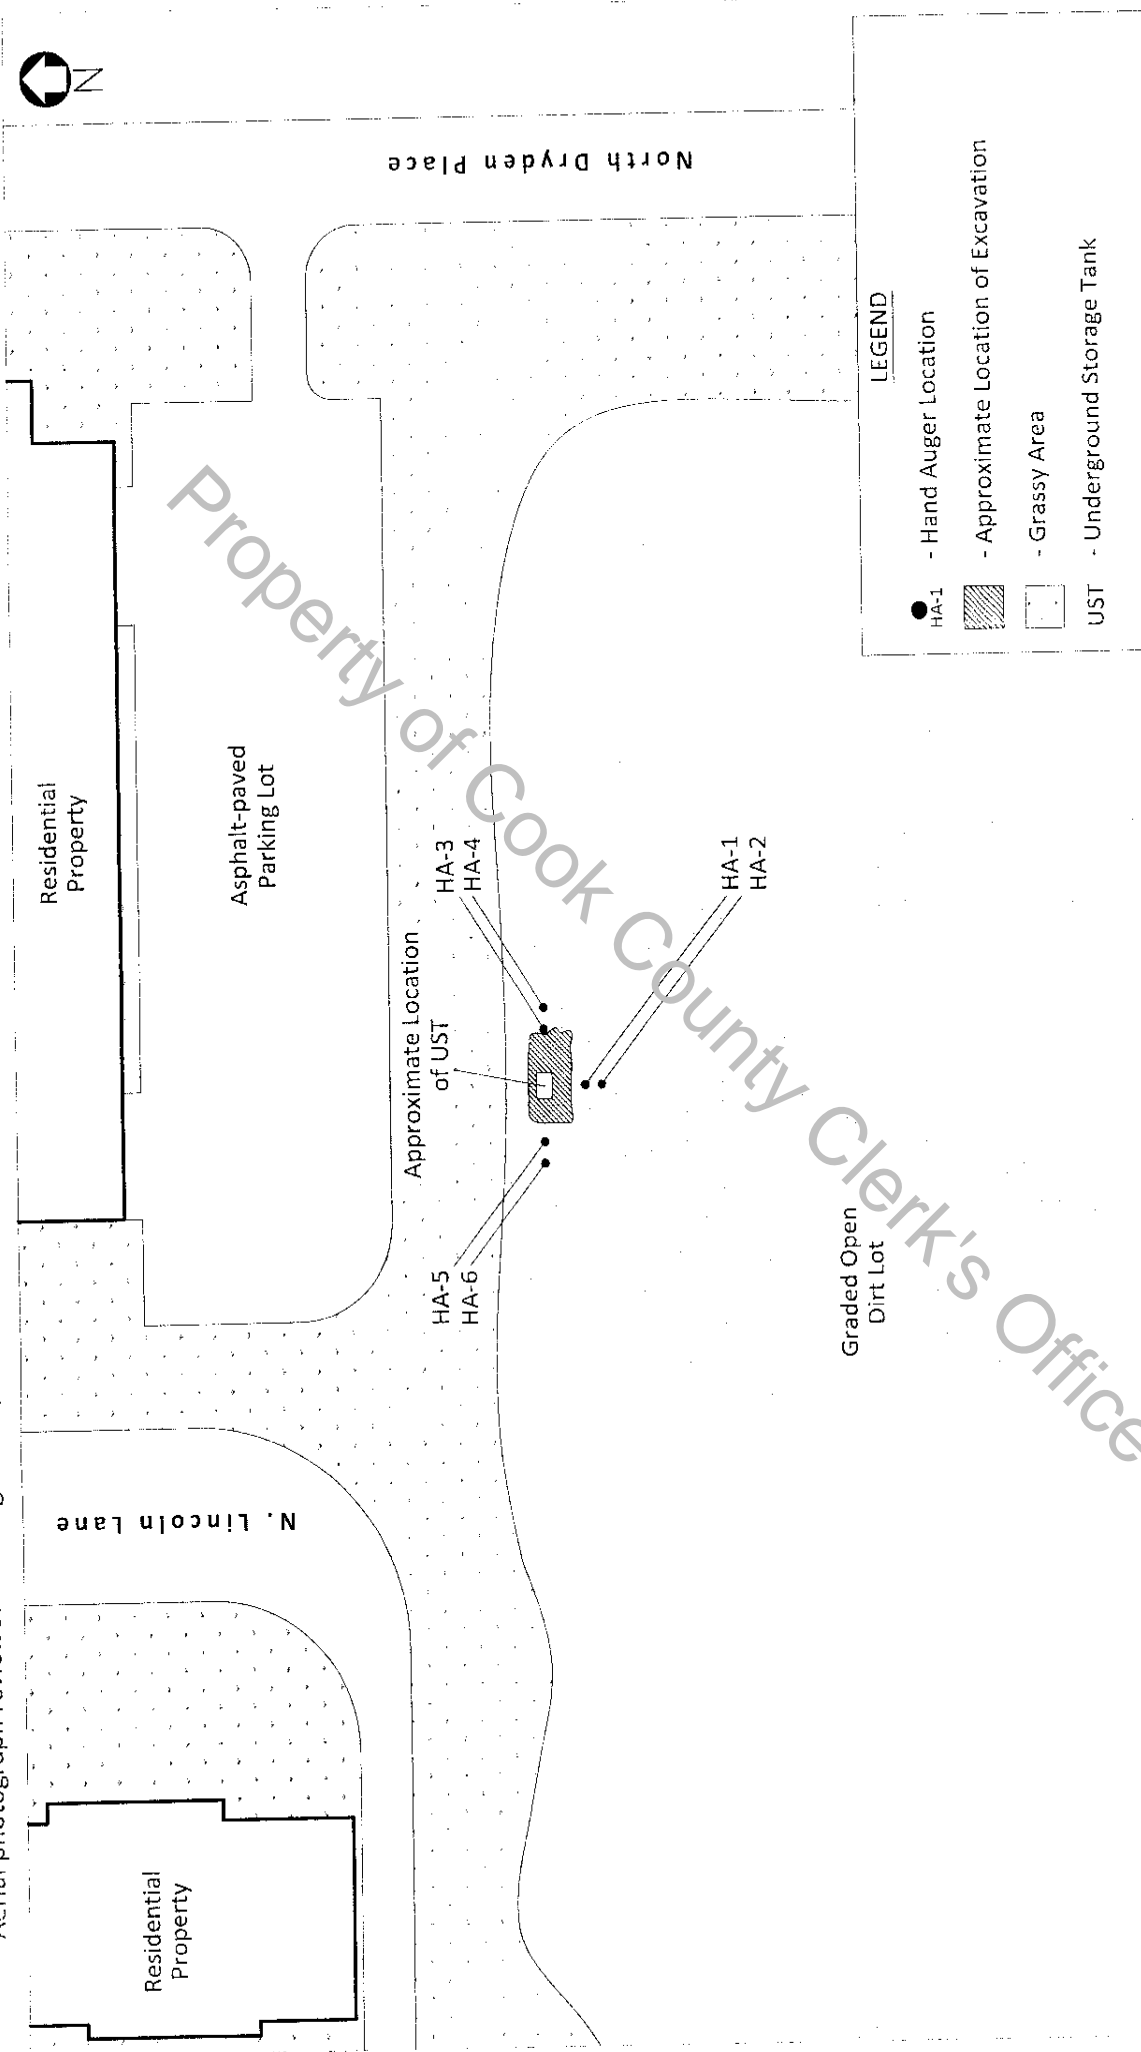 Aerial photograph
N
North Dryden Place
N. Lincoln Lane
Residential
Property
Residential
Property
Asphalt-paved
Parking Lot
Approximate Location
of UST
HA-3
HA-4
HA-5
HA-6
HA-1
HA-2
Graded Open
Dirt Lot
LEGEND
HA-1
- Hand Auger Location
- Approximate Location of Excavation
- Grassy Area
UST - Underground Storage Tank
Property of Cook County Clerk's Office